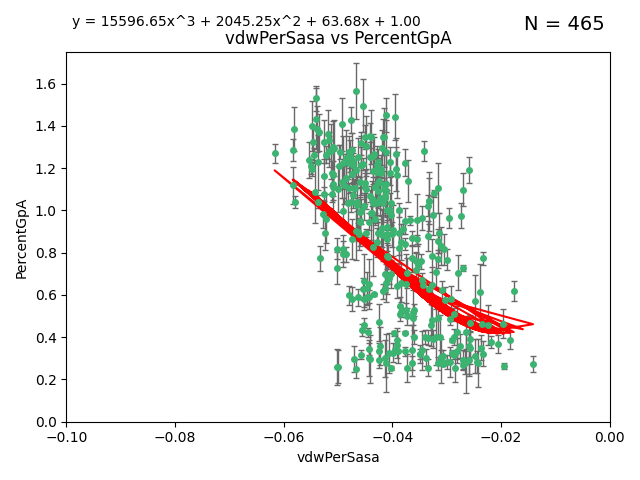 y = 15596.65x^3 + 2045.25x^2 + 63.68x + 1.00
N = 465
vdwPerSasa vs PercentGpA
PercentGpA
1.6
1.4
1.2
1.0
0.8
0.6
0.4
0.2
0.0
−0.10 −0.08 −0.06 −0.04 −0.02 0.00
vdwPerSasa